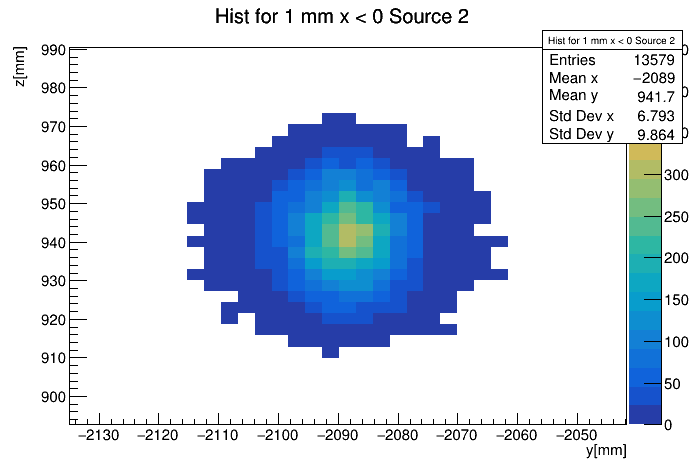 Hist for 1 mm x < 0 Source 2
Hist for 1 mm x < 0 Source 2
Entries 13579
Mean x −2089
Mean y 941.7
Std Dev x 6.793
Std Dev y 9.864
z[mm]
990
980
970
960
950
940
930
920
910
900
−2130 −2120 −2110 −2100 −2090 −2080 −2070 −2060 −2050
y[mm]
300
250
200
150
100
50
0